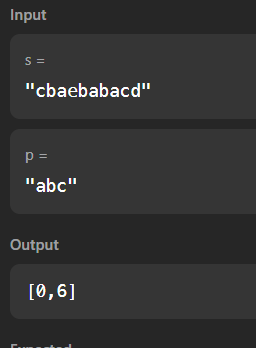 Input
s =
"cbaebabacd"
p =
"abc"
Output
[0,6]